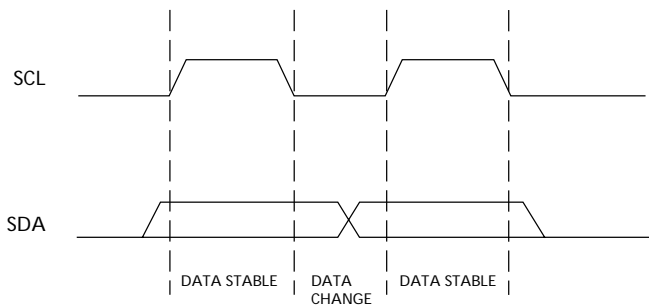 SCL
SDA
DATA STABLE
DATA
CHANGE
DATA STABLE